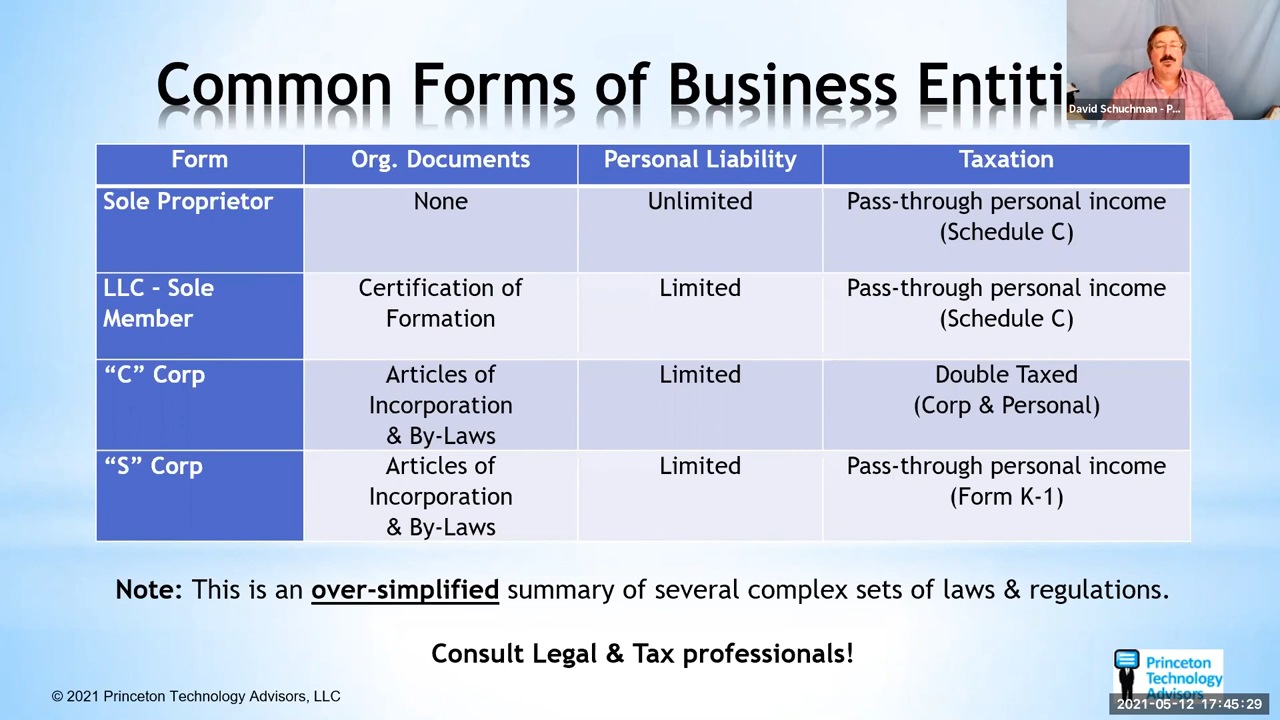 Common Forms of Business Entiti
David Schuchman - P...
Form Org. Documents Personal Liability Taxation
Sole Proprietor None Unlimited Pass-through personal income
(Schedule C)
LLC - Sole Certification of Limited Pass-through personal income
Member Formation (Schedule C)
“C” Corp Articles of Limited Double Taxed
Incorporation (Corp & Personal)
& By-Laws
“S” Corp Articles of Limited Pass-through personal income
Incorporation (Form K-1)
& By-Laws
Note: This is an over-simplified summary of several complex sets of laws & regulations.
Consult Legal & Tax professionals!
© 2021 Princeton Technology Advisors, LLC
Princeton
Technology
Advisors
2021-05-12 17:45:29